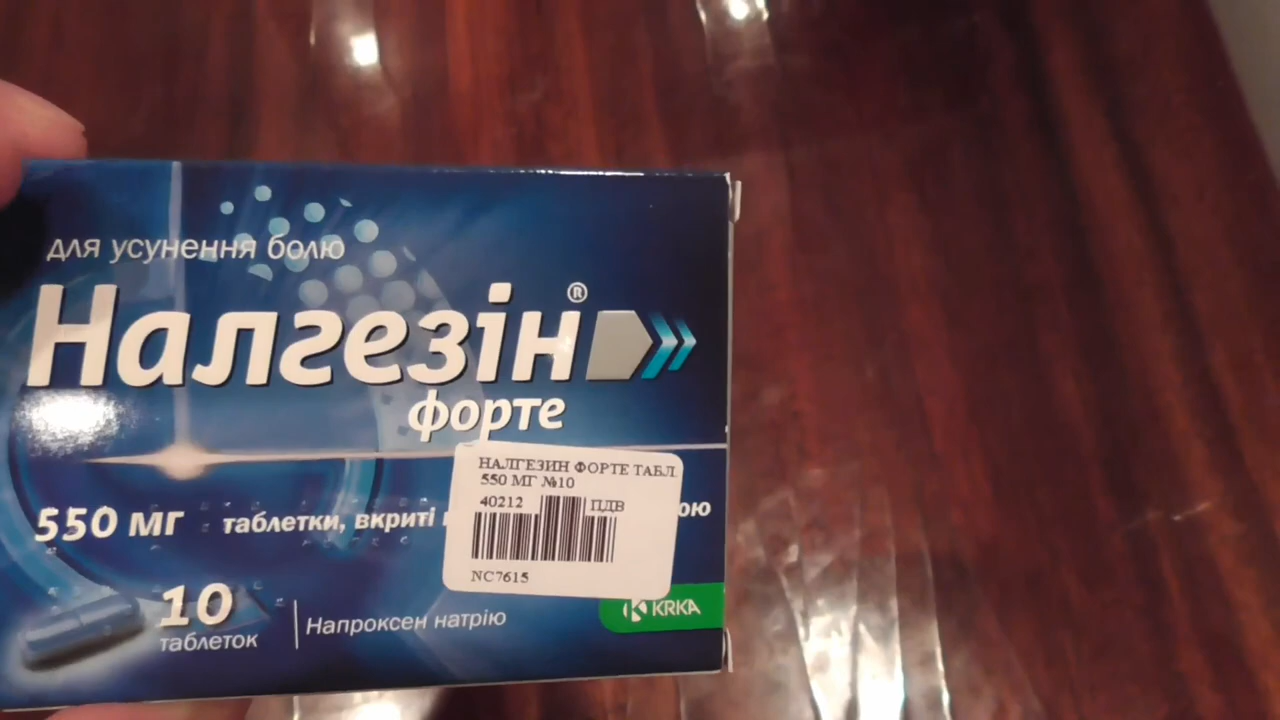 для усунення болю
Налгезін®
форте
НАЛГЕЗИН ФОРТЕ ТАБЛ.
550 МГ №10
40212 ПДВ
NC7615
550 мг таблетки, вкриті
10
таблеток
Напроксен натрію
KRKA